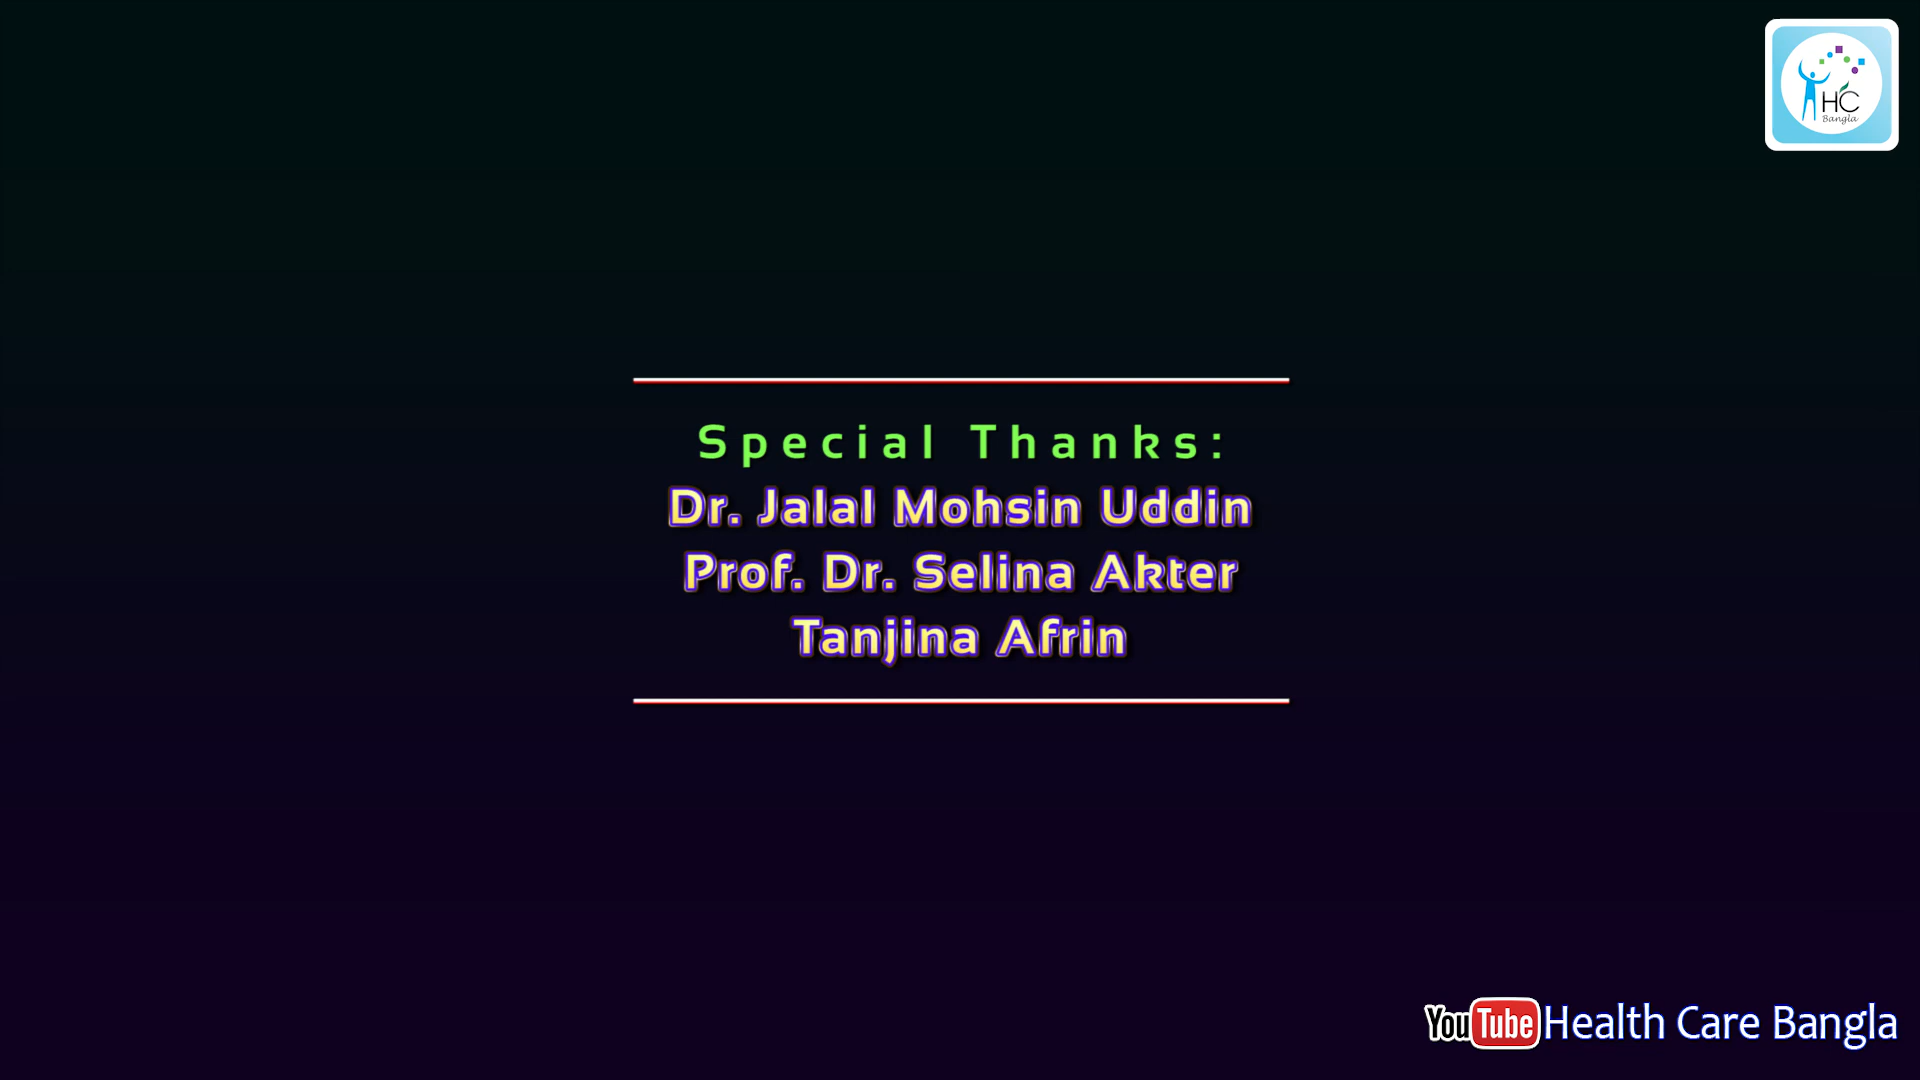 HC
Bangla
Special Thanks:
Dr. Jalal Mohsin Uddin
Prof. Dr. Selina Akter
Tanjina Afrin
YouTube Health Care Bangla